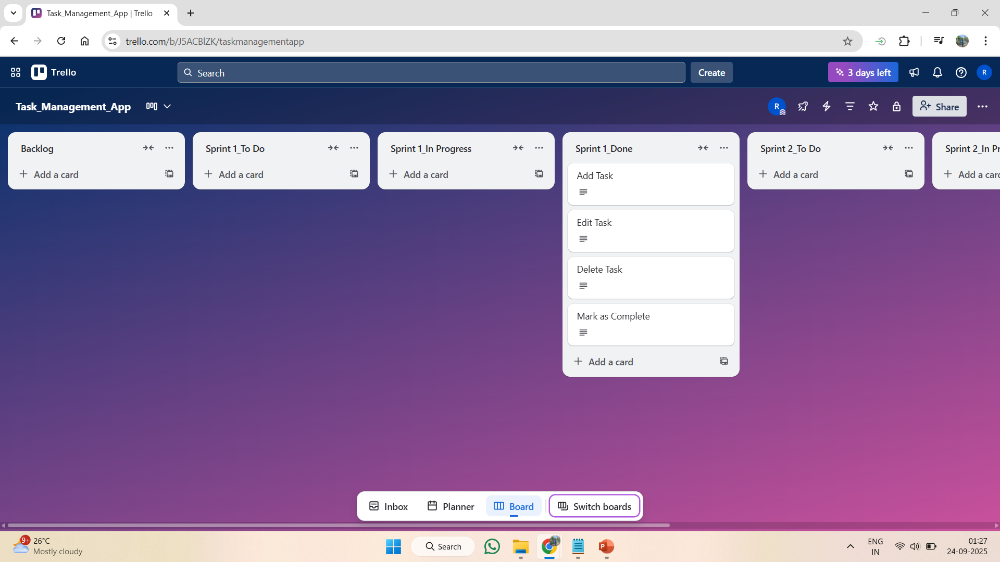 Task_Management_App | Trello
trello.com/b/J5ACBlZK/taskmanagementapp
Trello
Search
Create
3 days left
R
Task_Management_App
R
Share
Backlog
Add a card
Sprint 1_To Do
Add a card
Sprint 1_In Progress
Add a card
Sprint 1_Done
Add Task
Edit Task
Delete Task
Mark as Complete
Add a card
Sprint 2_To Do
Add a card
Sprint 2_In Pr
Add a card
Inbox
Planner
Board
Switch boards
9+
26°C
Mostly cloudy
Search
ENG
IN
01:27
24-09-2025